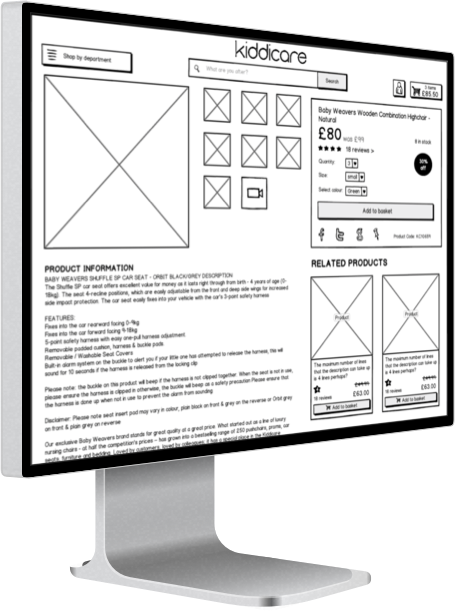 kiddicare
Shop by department
What are you after?
Search
3 items
£85.50
Baby Weavers Wooden Combination Highchair -
Natural
£80 was £99
8 in stock
18 reviews >
Quantity
1
Size
small
Select colour
Green
Add to basket
Product Code:
PRODUCT INFORMATION
BABY WEAVERS SHUFFLE SP CAR SEAT - ORBIT BLACK/GREY DESCRIPTION
The Shuffle SP car seat offers excellent value for money as it lasts right through from birth - 4 years of age (0-
18kg). The seat 4-recline positions, which are easily adjustable from the front and deep side wings for increased
side impact protection. The car seat easily fixes into your vehicle with the car's 3-point safety harness
FEATURES:
Fixes into the car rearward facing 0-9kg
Fixes into the car forward facing 9-18kg
5-point safety harness with easy one-pull harness adjustment
Removable padded cushion, harness & buckle pads
Removable / Washable Seat Covers
Built-in alarm system on the buckle to alert you if your little one has attempted to release the harness, this will
sound for 10 seconds if the harness is released from the locking clip
Please note: the buckle on this product will beep if the harness is not clipped together. When the seat is not in use,
please ensure the harness is clipped in otherwise, the buckle will beep as a safety precaution Please ensure that
the harness is done up when not in use to prevent the alarm from sounding
Disclaimer: Please note seat insert pod may vary in colour, plain black on front & grey on the reverse or Orbit grey
on front & plain grey on reverse
Our exclusive Baby Weavers brand stands for great quality at a great price. What started out as a line of luxury
nursing chairs - at half the competition's prices – has grown into a bestselling range of 250 pushchairs, prams, car
seats, furniture and bedding. Loved by customers, loved by colleagues, it has a special place in the Kiddicare
RELATED PRODUCTS
Product
Product
The maximum number of lines
that the description can take up
is 4 lines perhaps?
18 reviews
£63.00
Add to basket
The maximum number of lines
that the description can take up
is 4 lines perhaps?
18 reviews
£63.00
Add to basket